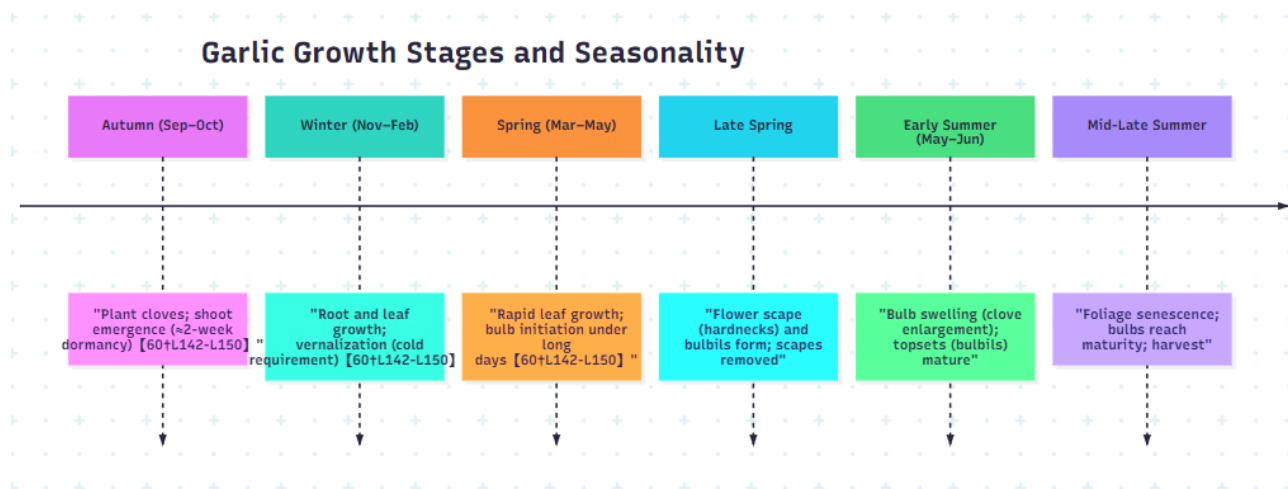 Garlic Growth Stages and Seasonality
Autumn (Sep–Oct)
Winter (Nov–Feb)
Spring (Mar–May)
Late Spring
Early Summer
(May–Jun)
Mid-Late Summer
"Plant cloves; shoot
emergence (≈2-week
dormancy)【60†L142-L150】"
"Root and leaf
growth;
vernalization (cold
requirement)【60†L142-L150】
"Rapid leaf growth;
bulb initiation under
long
days【60†L142-L150】"
"Flower scape
(hardnecks) and
bulbils form; scapes
removed"
"Bulb swelling (clove
enlargement);
topsets (bulbils)
mature"
"Foliage senescence;
bulbs reach
maturity; harvest"